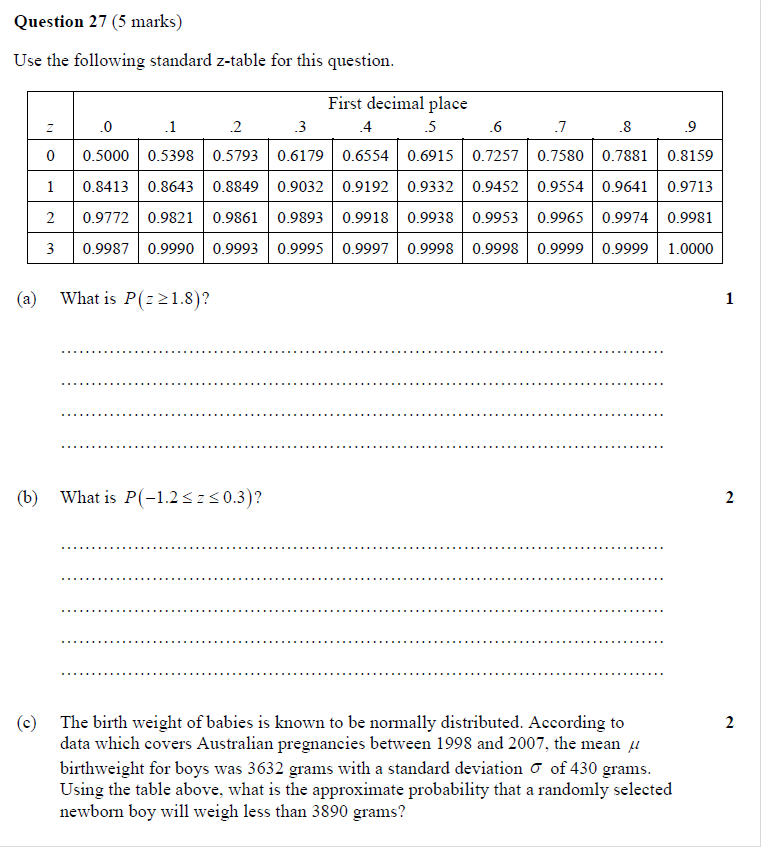 Question 27 (5 marks)
Use the following standard z-table for this question.
First decimal place
z .0 .1 .2 .3 .4 .5 .6 .7 .8 .9
0 0.5000 0.5398 0.5793 0.6179 0.6554 0.6915 0.7257 0.7580 0.7881 0.8159
1 0.8413 0.8643 0.8849 0.9032 0.9192 0.9332 0.9452 0.9554 0.9641 0.9713
2 0.9772 0.9821 0.9861 0.9893 0.9918 0.9938 0.9953 0.9965 0.9974 0.9981
3 0.9987 0.9990 0.9993 0.9995 0.9997 0.9998 0.9998 0.9999 0.9999 1.0000
(a) What is P(z ≥ 1.8)? 1
(b) What is P(−1.2 ≤ z ≤ 0.3)? 2
(c) The birth weight of babies is known to be normally distributed. According to 2
data which covers Australian pregnancies between 1998 and 2007, the mean μ
birthweight for boys was 3632 grams with a standard deviation σ of 430 grams.
Using the table above, what is the approximate probability that a randomly selected
newborn boy will weigh less than 3890 grams?